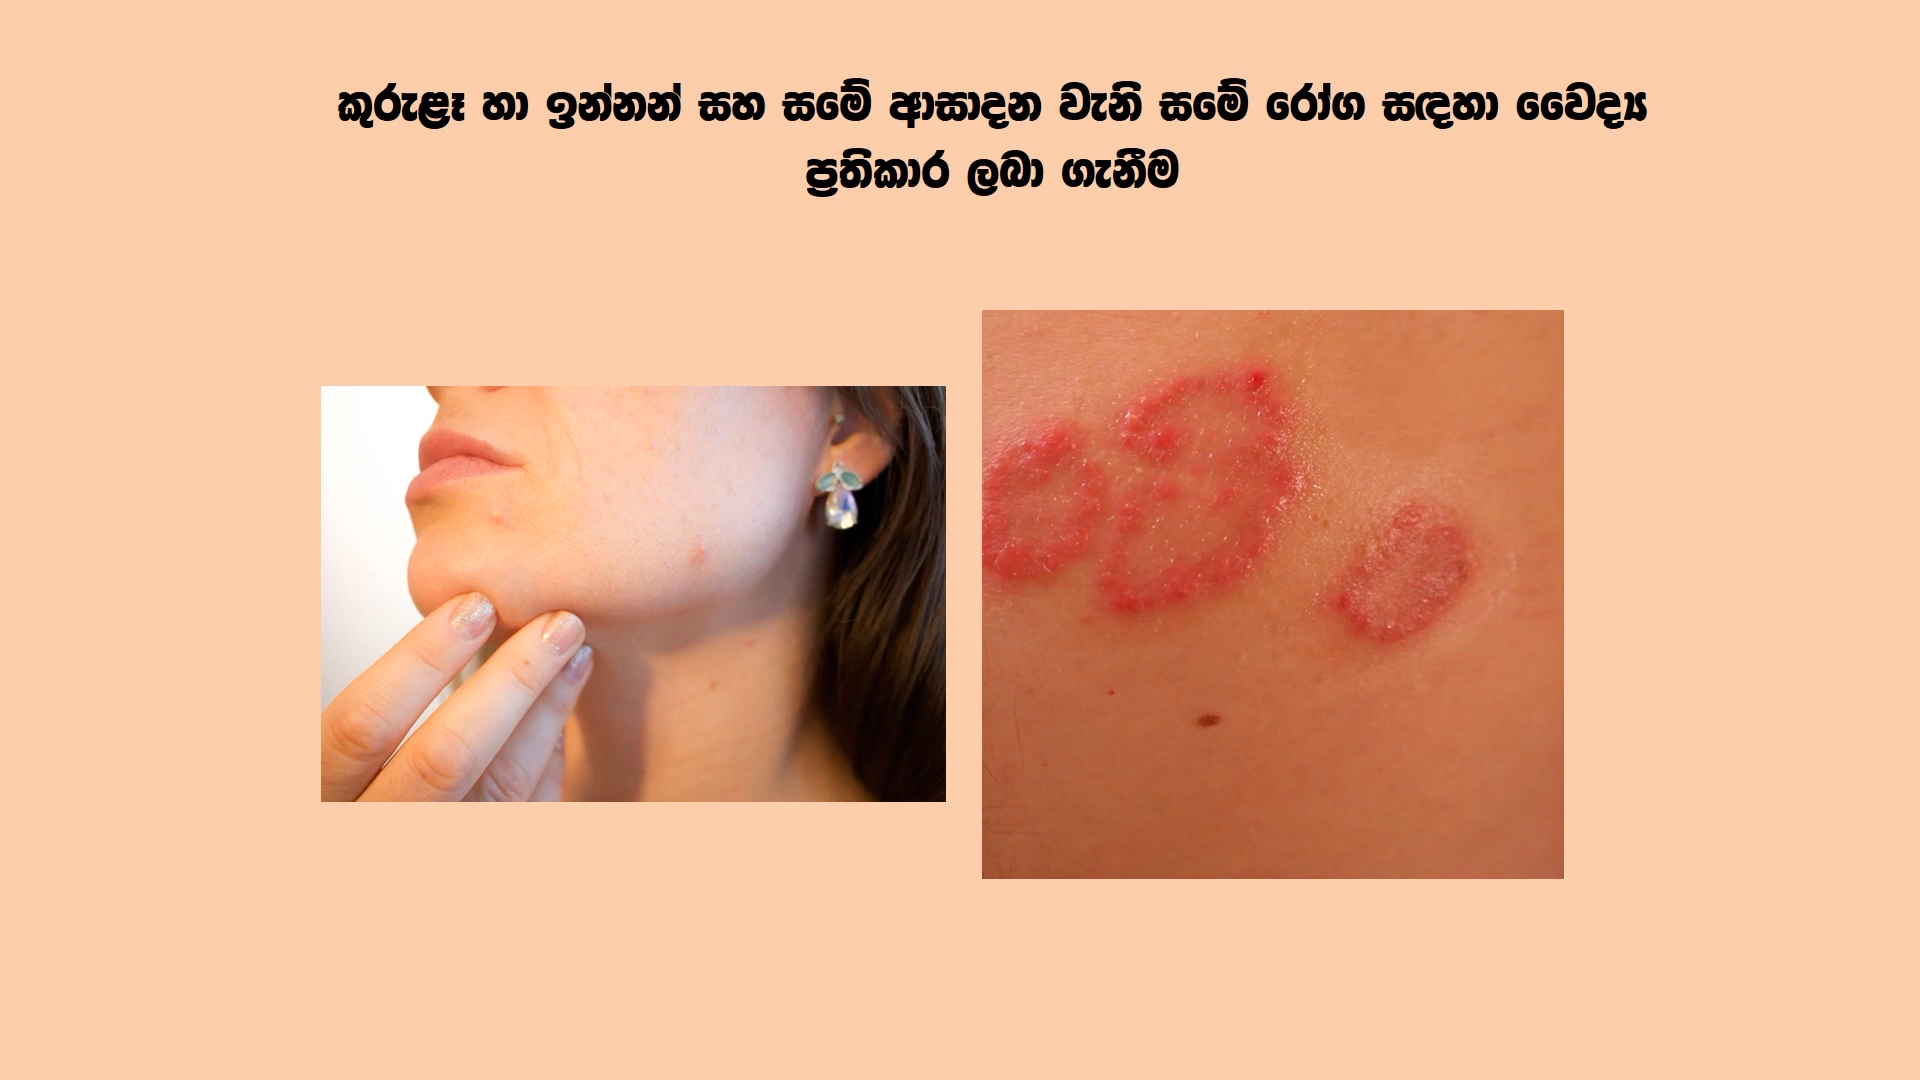 කුරුළෑ හා ඉන්නන් සහ සමේ ආසාදන වැනි සමේ රෝග සඳහා වෛද්‍ය
ප්‍රතිකාර ලබා ගැනීම